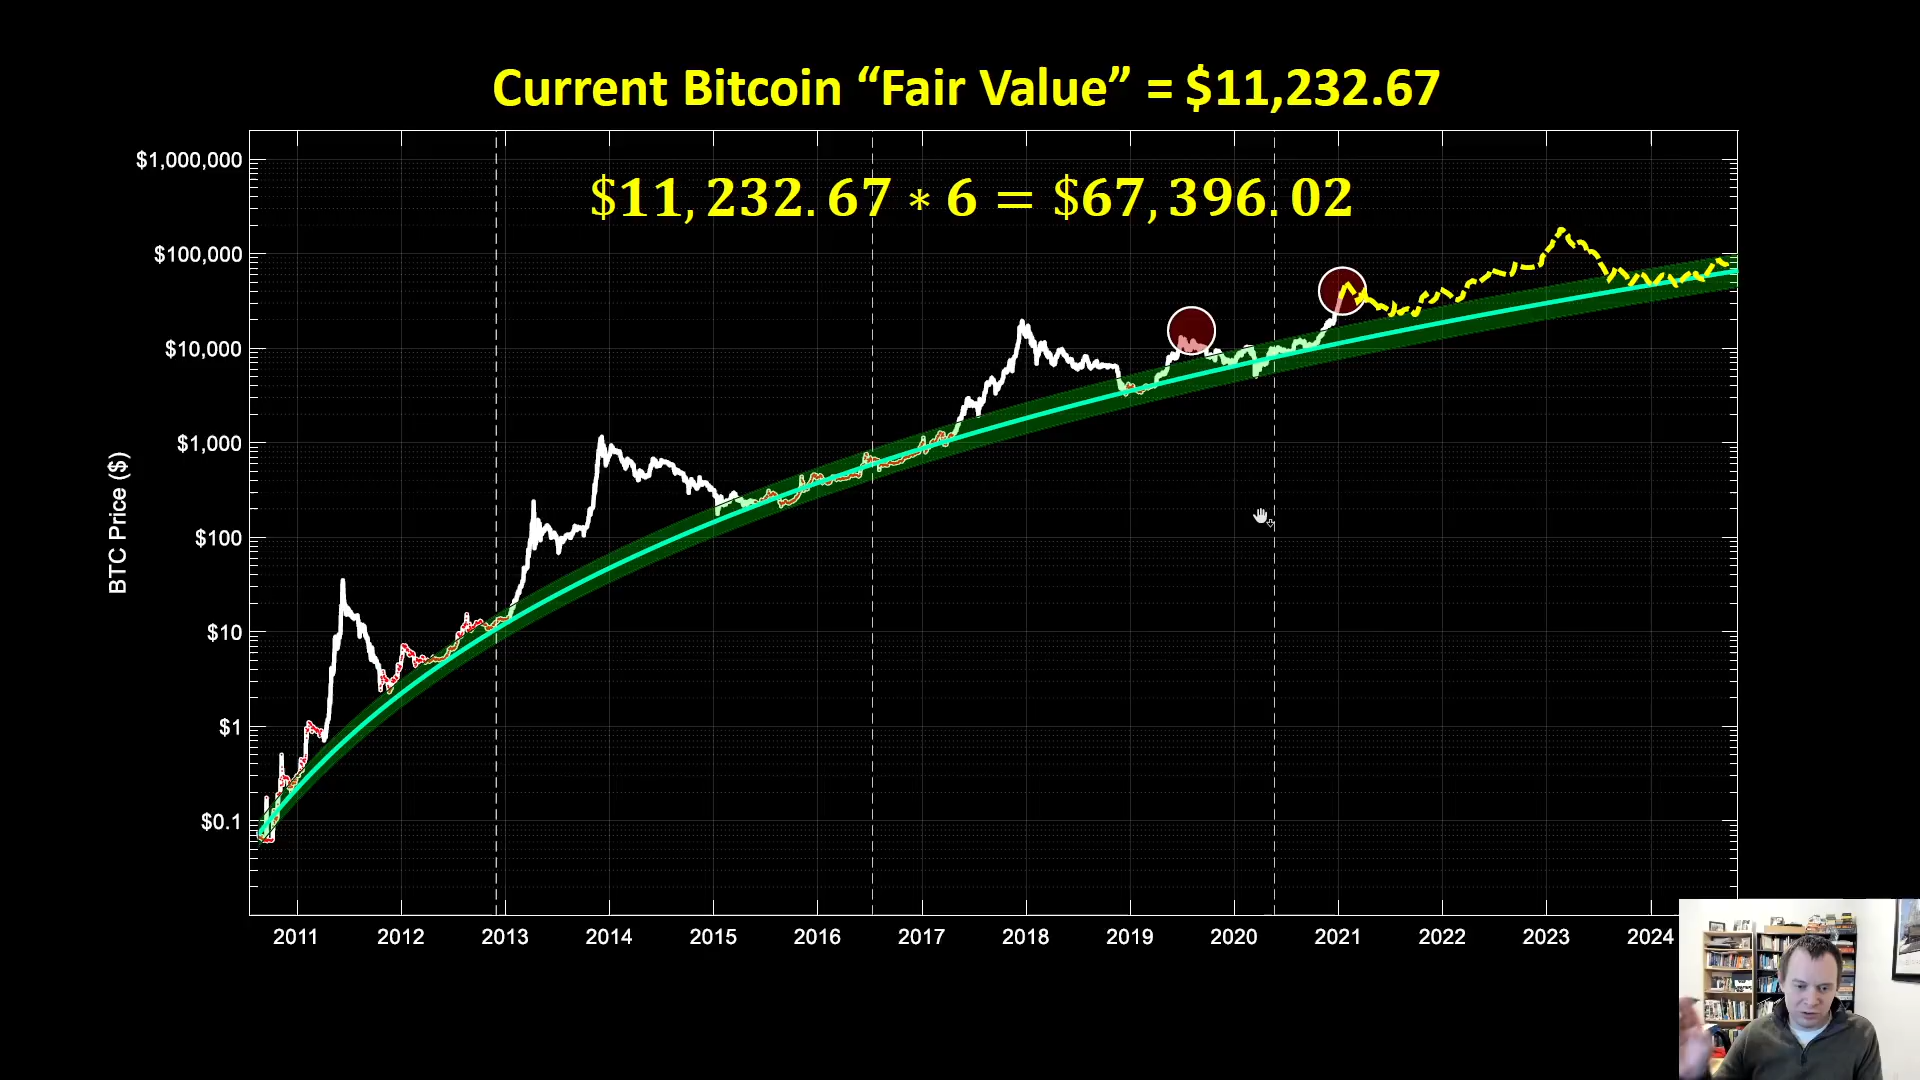 Current Bitcoin “Fair Value” = $11,232.67
$11,232.67 * 6 = $67,396.02
BTC Price ($)
$1,000,000
$100,000
$10,000
$1,000
$100
$10
$1
$0.1
2011 2012 2013 2014 2015 2016 2017 2018 2019 2020 2021 2022 2023 2024